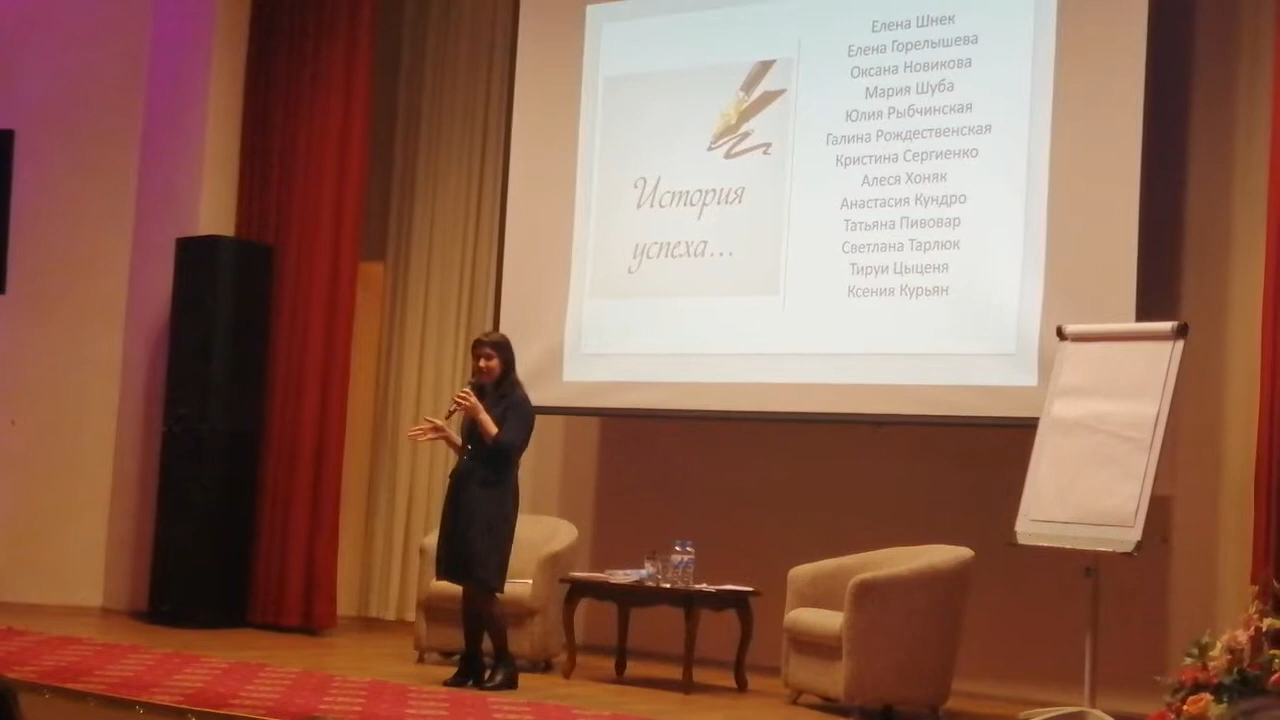 История
успеха...
Елена Шнек
Елена Горелышева
Оксана Новикова
Мария Шуба
Юлия Рыбчинская
Галина Рождественская
Кристина Сергиенко
Алеся Хоняк
Анастасия Кундро
Татьяна Пивовар
Светлана Тарлюк
Тируи Цыценя
Ксения Курьян